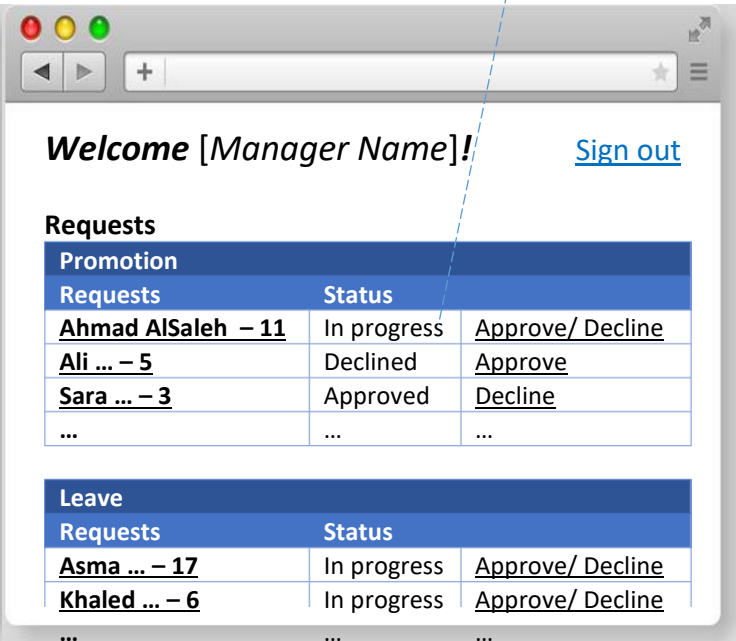 Welcome [Manager Name]!
Sign out
Requests
Promotion
Requests Status
Ahmad AlSaleh – 11 In progress Approve/ Decline
Ali … – 5 Declined Approve
Sara … – 3 Approved Decline
… … …
Leave
Requests Status
Asma … – 17 In progress Approve/ Decline
Khaled … – 6 In progress Approve/ Decline
… … …